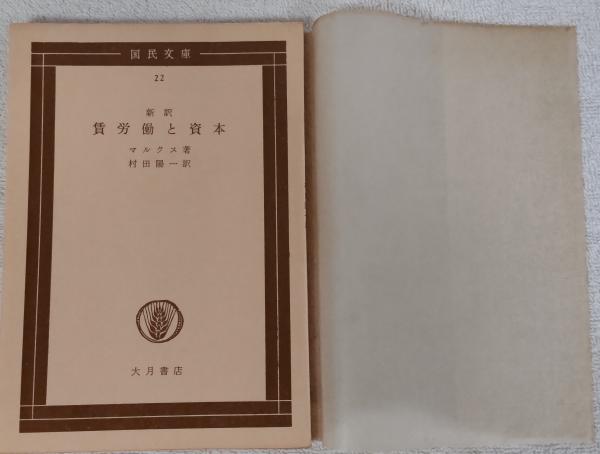 国民文庫
22
新訳
賃労働と資本
マルクス著
村田陽一訳
大月書店